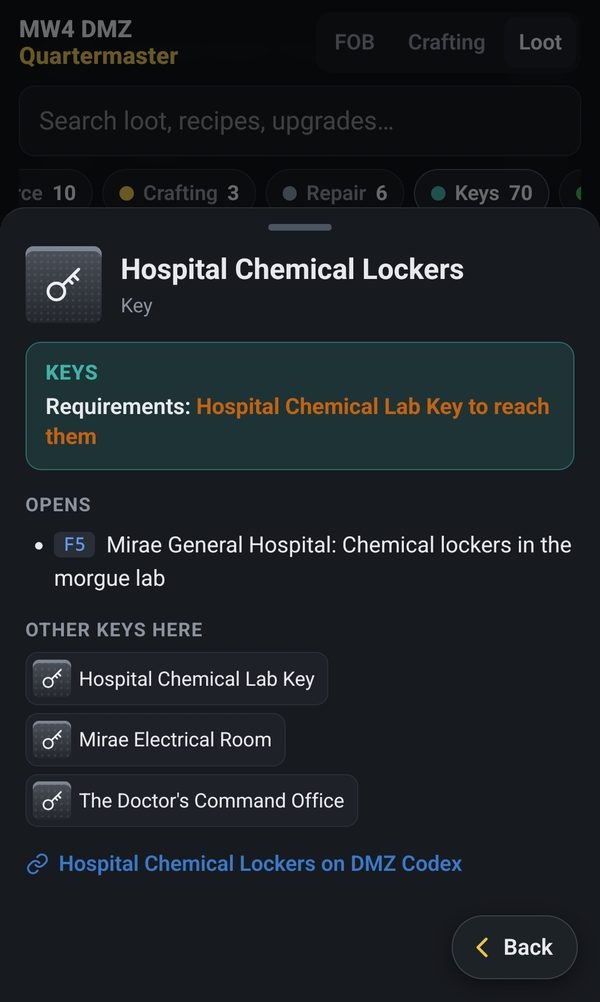 MW4 DMZ
Quartermaster
FOB
Crafting
Loot
Search loot, recipes, upgrades…
rce 10
Crafting 3
Repair 6
Keys 70
Hospital Chemical Lockers
Key
KEYS
Requirements: Hospital Chemical Lab Key to reach
them
OPENS
• F5 Mirae General Hospital: Chemical lockers in the
morgue lab
OTHER KEYS HERE
Hospital Chemical Lab Key
Mirae Electrical Room
The Doctor's Command Office
Hospital Chemical Lockers on DMZ Codex
Back